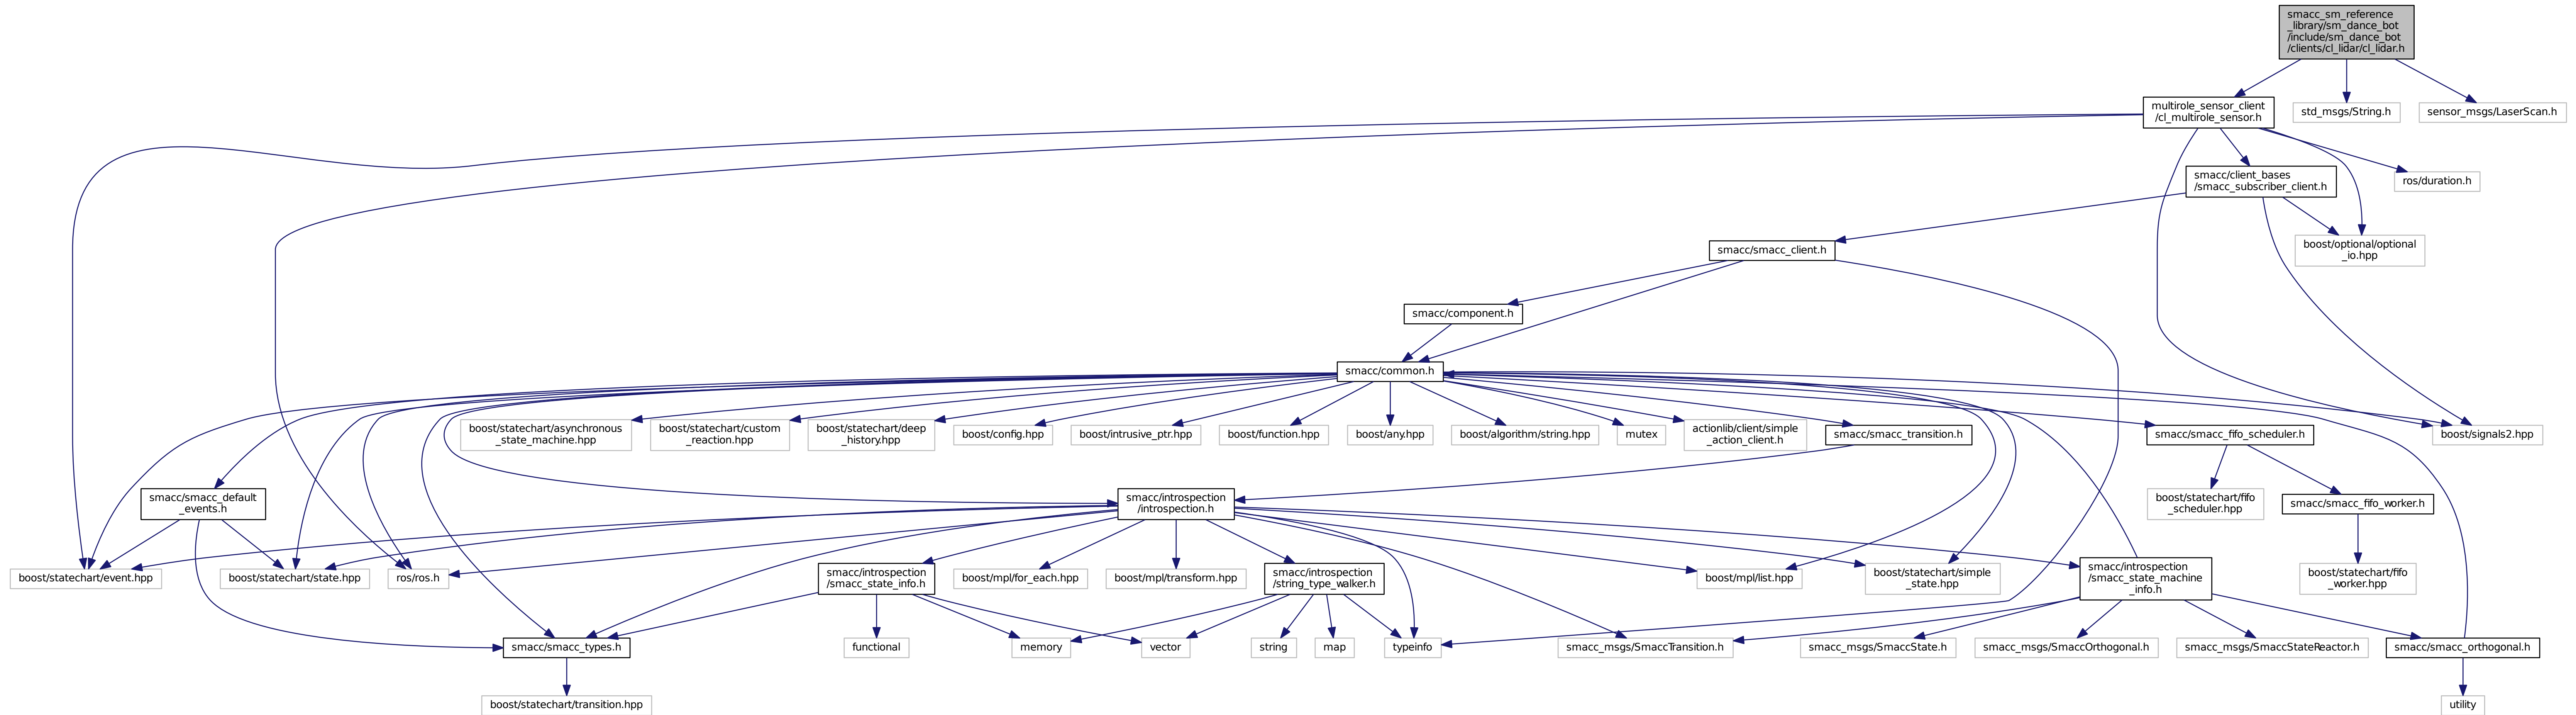 smacc_sm_reference
_library/sm_dance_bot
/include/sm_dance_bot
/clients/cl_lidar/cl_lidar.h
multirole_sensor_client
/cl_multirole_sensor.h
std_msgs/String.h
sensor_msgs/LaserScan.h
smacc/client_bases
/smacc_subscriber_client.h
ros/duration.h
smacc/smacc_client.h
boost/optional/optional
_io.hpp
smacc/component.h
smacc/common.h
boost/statechart/asynchronous
_state_machine.hpp
boost/statechart/custom
_reaction.hpp
boost/statechart/deep
_history.hpp
boost/config.hpp
boost/intrusive_ptr.hpp
boost/function.hpp
boost/any.hpp
boost/algorithm/string.hpp
mutex
actionlib/client/simple
_action_client.h
smacc/smacc_transition.h
smacc/smacc_fifo_scheduler.h
boost/signals2.hpp
smacc/smacc_default
_events.h
smacc/introspection
/introspection.h
boost/statechart/fifo
_scheduler.hpp
smacc/smacc_fifo_worker.h
boost/statechart/event.hpp
boost/statechart/state.hpp
ros/ros.h
smacc/introspection
/smacc_state_info.h
boost/mpl/for_each.hpp
boost/mpl/transform.hpp
smacc/introspection
/string_type_walker.h
boost/mpl/list.hpp
boost/statechart/simple
_state.hpp
smacc/introspection
/smacc_state_machine
_info.h
boost/statechart/fifo
_worker.hpp
smacc/smacc_types.h
functional
memory
vector
string
map
typeinfo
smacc_msgs/SmaccTransition.h
smacc_msgs/SmaccState.h
smacc_msgs/SmaccOrthogonal.h
smacc_msgs/SmaccStateReactor.h
smacc/smacc_orthogonal.h
boost/statechart/transition.hpp
utility